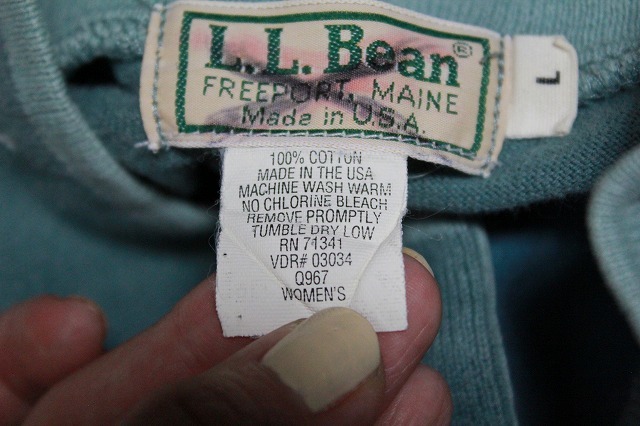 L.L. Bean®
FREEPORT, MAINE
Made in U.S.A.
L
100% COTTON
MADE IN THE USA
MACHINE WASH WARM
NO CHLORINE BLEACH
REMOVE PROMPTLY
TUMBLE DRY LOW
RN 71341
VDR# 03034
Q967
WOMEN'S